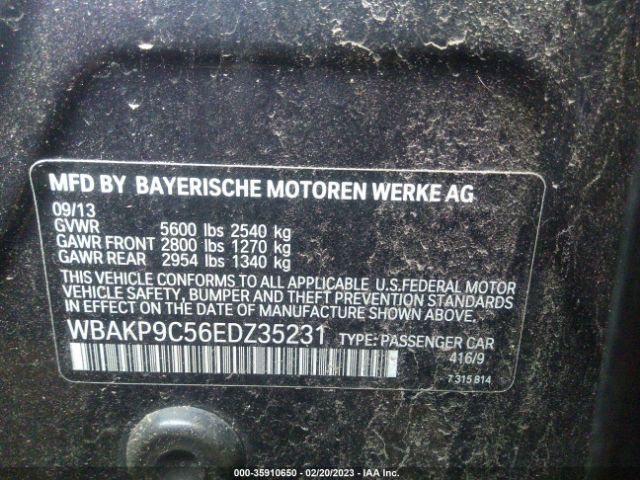 MFD BY BAYERISCHE MOTOREN WERKE AG
09/13
GVWR 5600 lbs 2540 kg
GAWR FRONT 2800 lbs 1270 kg
GAWR REAR 2954 lbs 1340 kg
THIS VEHICLE CONFORMS TO ALL APPLICABLE U.S.FEDERAL MOTOR
VEHICLE SAFETY, BUMPER AND THEFT PREVENTION STANDARDS
IN EFFECT ON THE DATE OF MANUFACTURE SHOWN ABOVE.
WBAKP9C56EDZ35231 TYPE: PASSENGER CAR
416/9
7 315 814
000-35910650 - 02/20/2023 - IAA Inc.